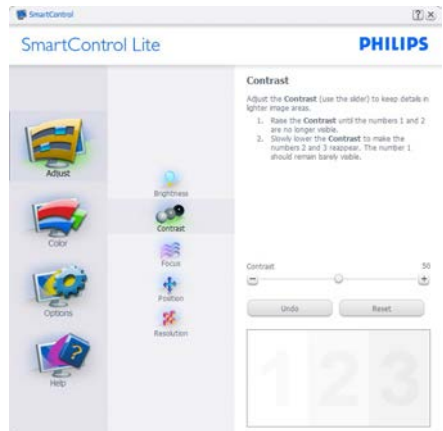 SmartControl
SmartControl Lite
PHILIPS
Adjust
Color
Options
Help
Brightness
Contrast
Focus
Position
Resolution
Contrast
Adjust the Contrast (use the slider) to keep details in
lighter image areas.
1. Raise the Contrast until the numbers 1 and 2
are no longer visible.
2. Slowly lower the Contrast to make the
numbers 2 and 3 reappear. The number 1
should remain barely visible.
Contrast
50
Undo
Reset
1 2 3